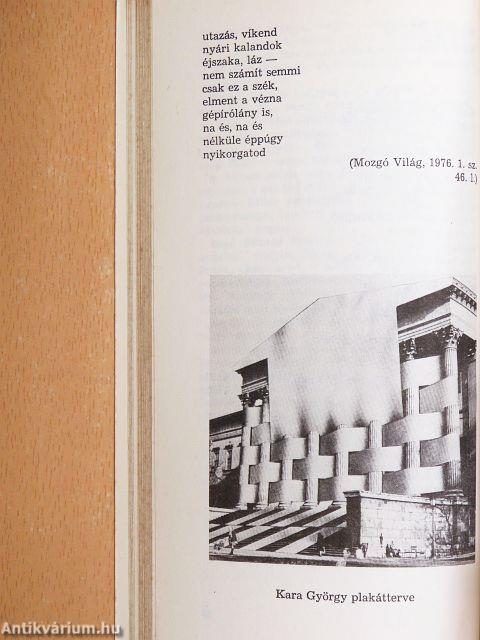 utazás, víkend
nyári kalandok
éjszaka, láz —
nem számít semmi
csak ez a szék,
elment a vézna
gépírólány is,
na és, na és
nélküle éppúgy
nyikorgatod
(Mozgó Világ, 1976. 1. sz.
46. l.)
Kara György plakátterve
Antikvárium.hu